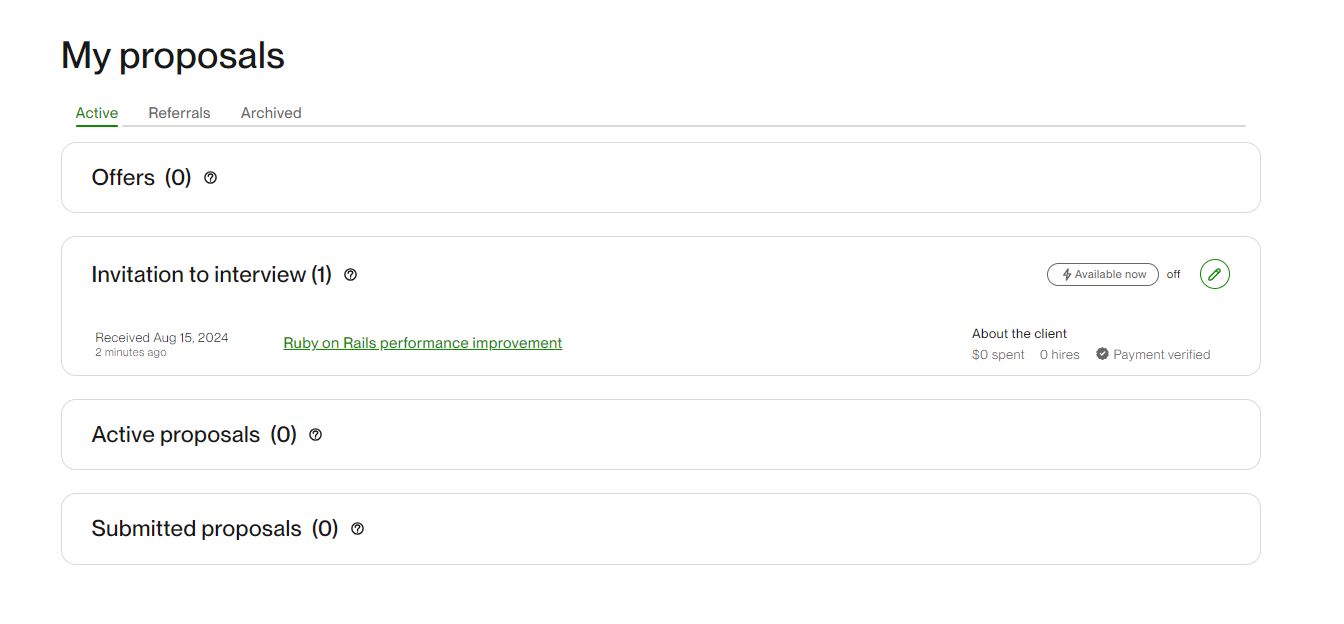 My proposals
Active Referrals Archived
Offers (0)
Invitation to interview (1)
Available now off
Received Aug 15, 2024
2 minutes ago
Ruby on Rails performance improvement
About the client
$0 spent 0 hires Payment verified
Active proposals (0)
Submitted proposals (0)